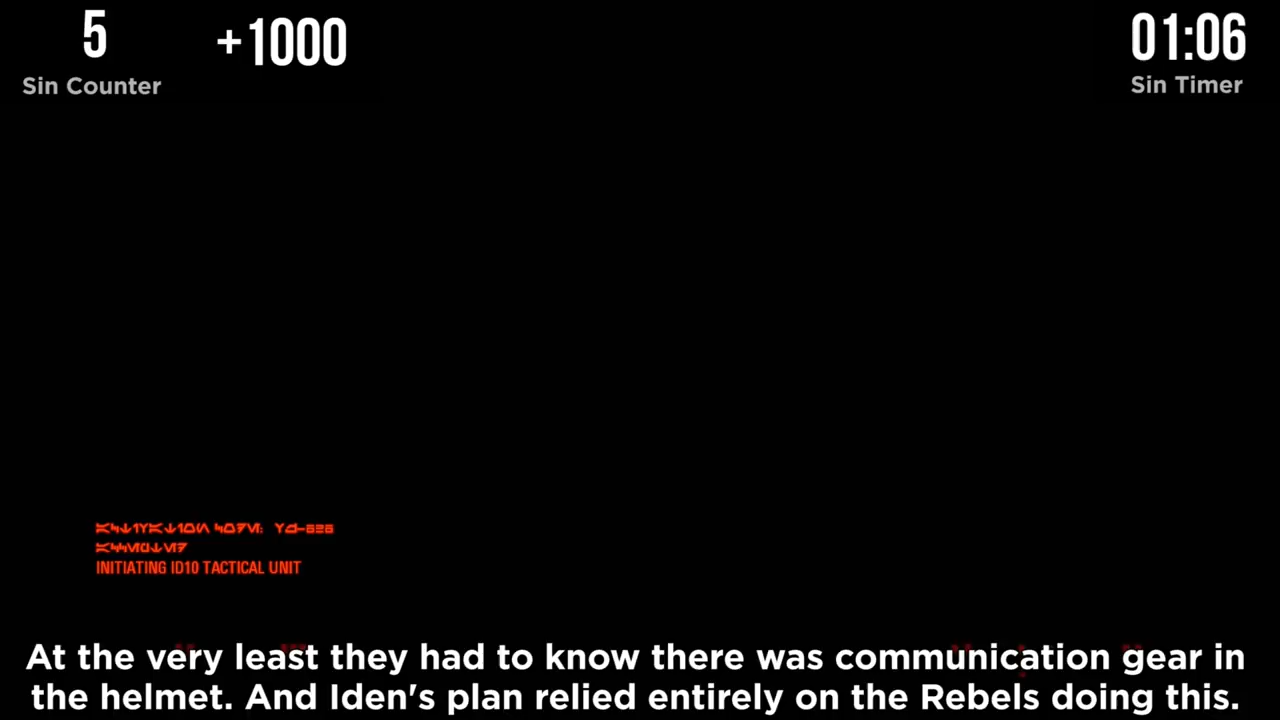 5
+1000
01:06
Sin Counter
Sin Timer
INITIATING ID10 TACTICAL UNIT
At the very least they had to know there was communication gear in
the helmet. And Iden's plan relied entirely on the Rebels doing this.